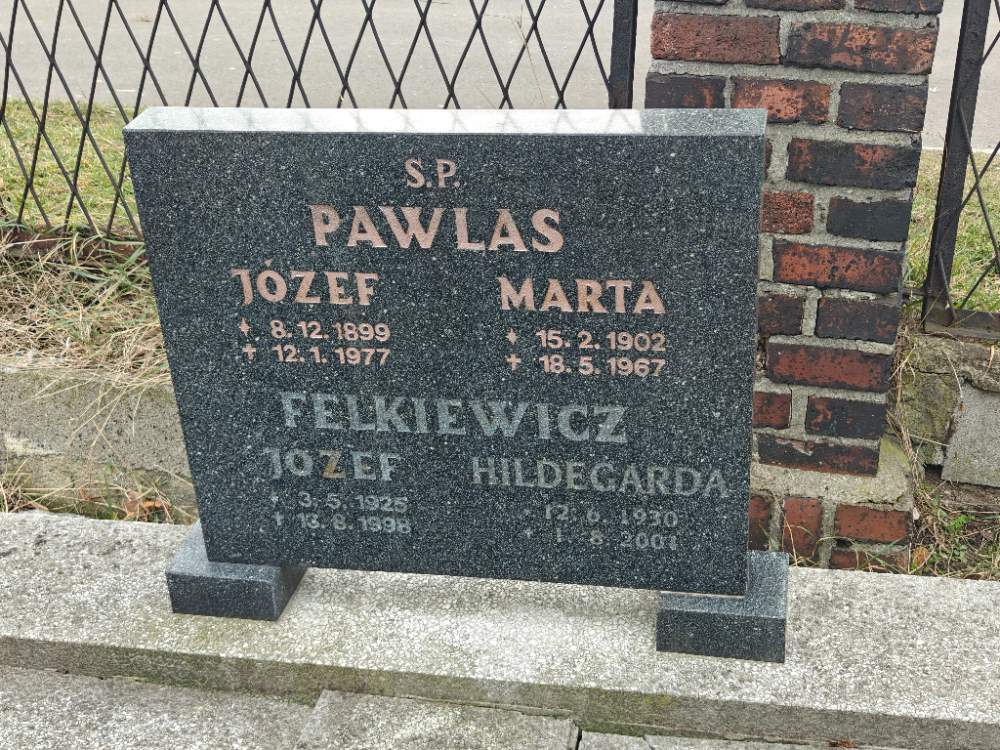 Ś.P.
PAWLAS
JÓZEF MARTA
* 8.12.1899 * 15.2.1902
+ 12.1.1977 + 18.5.1967
FELKIEWICZ
JÓZEF HILDEGARDA
* 3-5-1925 * 12.6.1930
+ 13.8.1998 + 1.8 2001